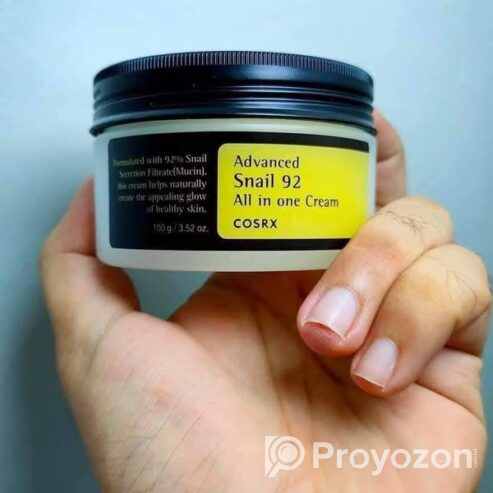 Formulated with 92% Snail
Secretion Filtrate(Mucin),
this cream helps naturally
create the appealing glow
of healthy skin.
100 g / 3.52 oz.
Advanced
Snail 92
All in one Cream
COSRX
Proyozon